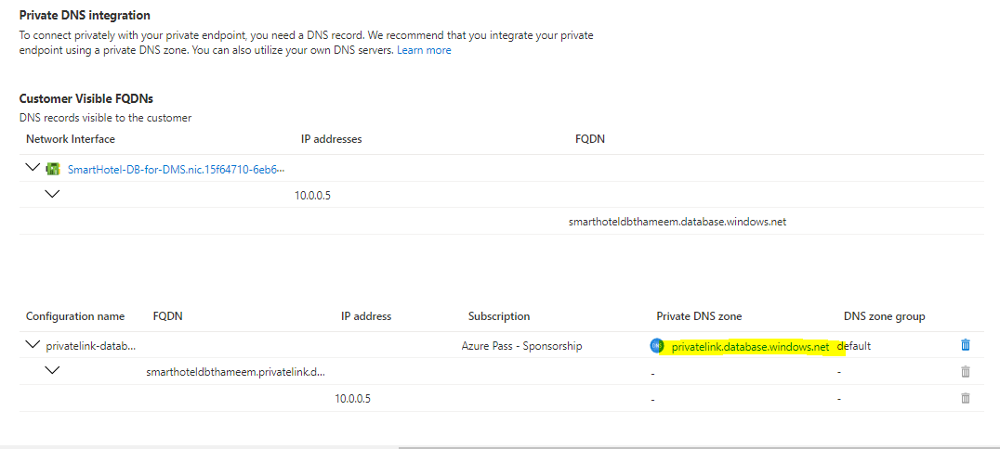 Private DNS integration
To connect privately with your private endpoint, you need a DNS record. We recommend that you integrate your private
endpoint using a private DNS zone. You can also utilize your own DNS servers. Learn more
Customer Visible FQDNs
DNS records visible to the customer
Network Interface IP addresses FQDN
SmartHotel-DB-for-DMS.nic.15f64710-6eb6...
10.0.0.5
smarthoteldbthameem.database.windows.net
Configuration name FQDN IP address Subscription Private DNS zone DNS zone group
privatelink-datab... Azure Pass - Sponsorship DNS privatelink.database.windows.net default
smarthoteldbthameem.privatelink.d... - -
10.0.0.5 - -